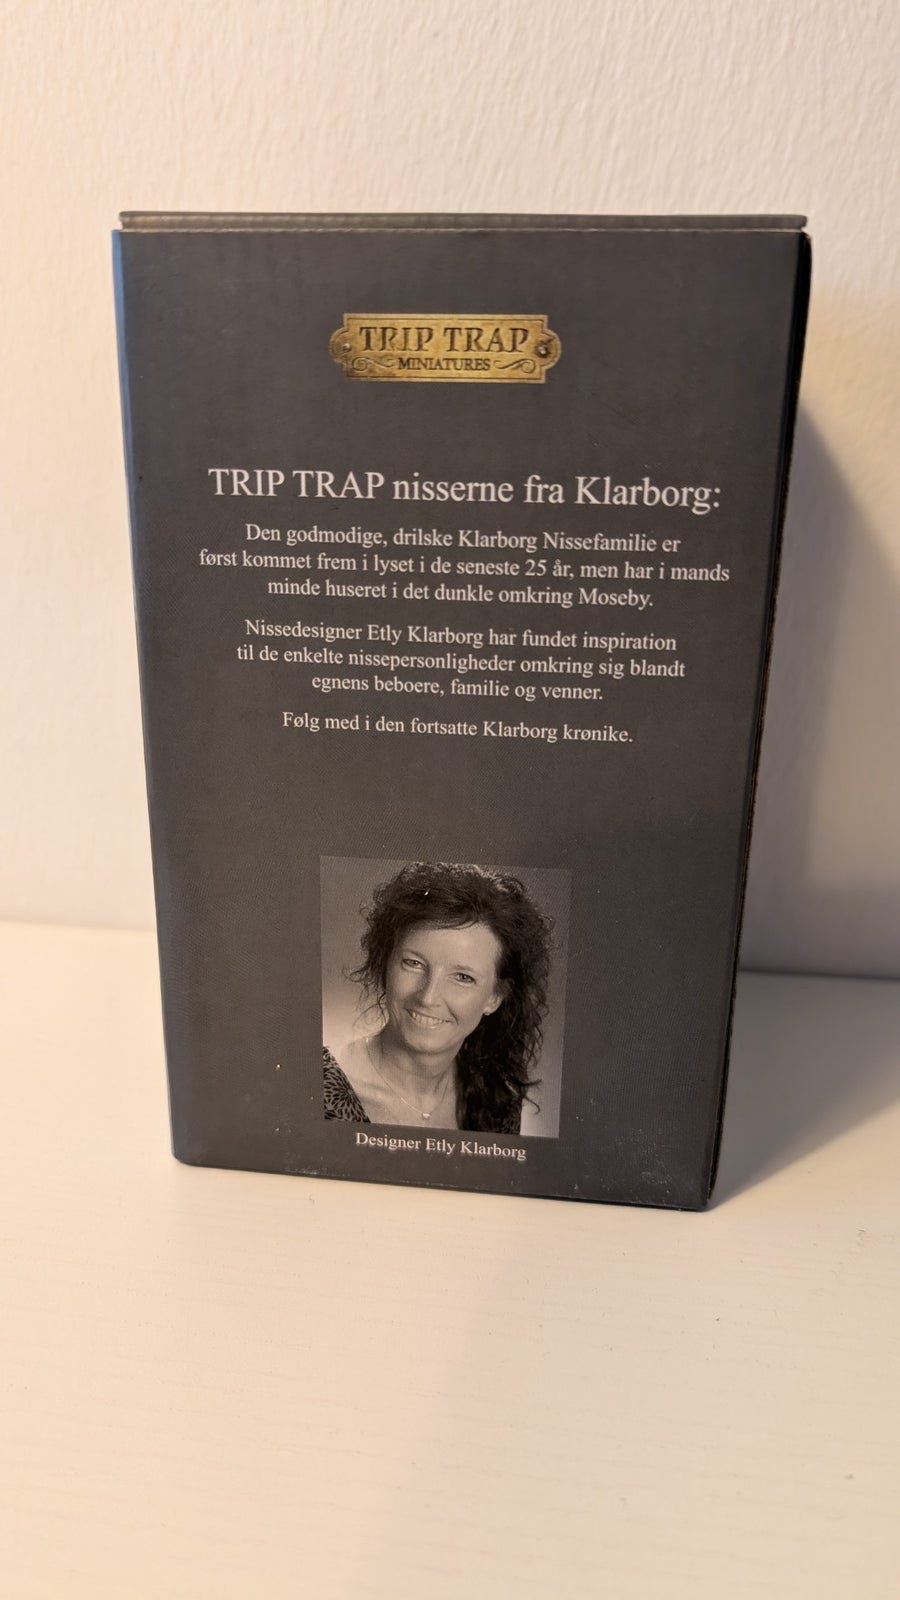 TRIP TRAP
MINIATURES
TRIP TRAP nisserne fra Klarborg:
Den godmodige, drilske Klarborg Nissefamilie er
først kommet frem i lyset i de seneste 25 år, men har i mands
minde huseret i det dunkle omkring Moseby.
Nissedesigner Etly Klarborg har fundet inspiration
til de enkelte nissepersonligheder omkring sig blandt
egnens beboere, familie og venner.
Følg med i den fortsatte Klarborg krønike.
Designer Etly Klarborg